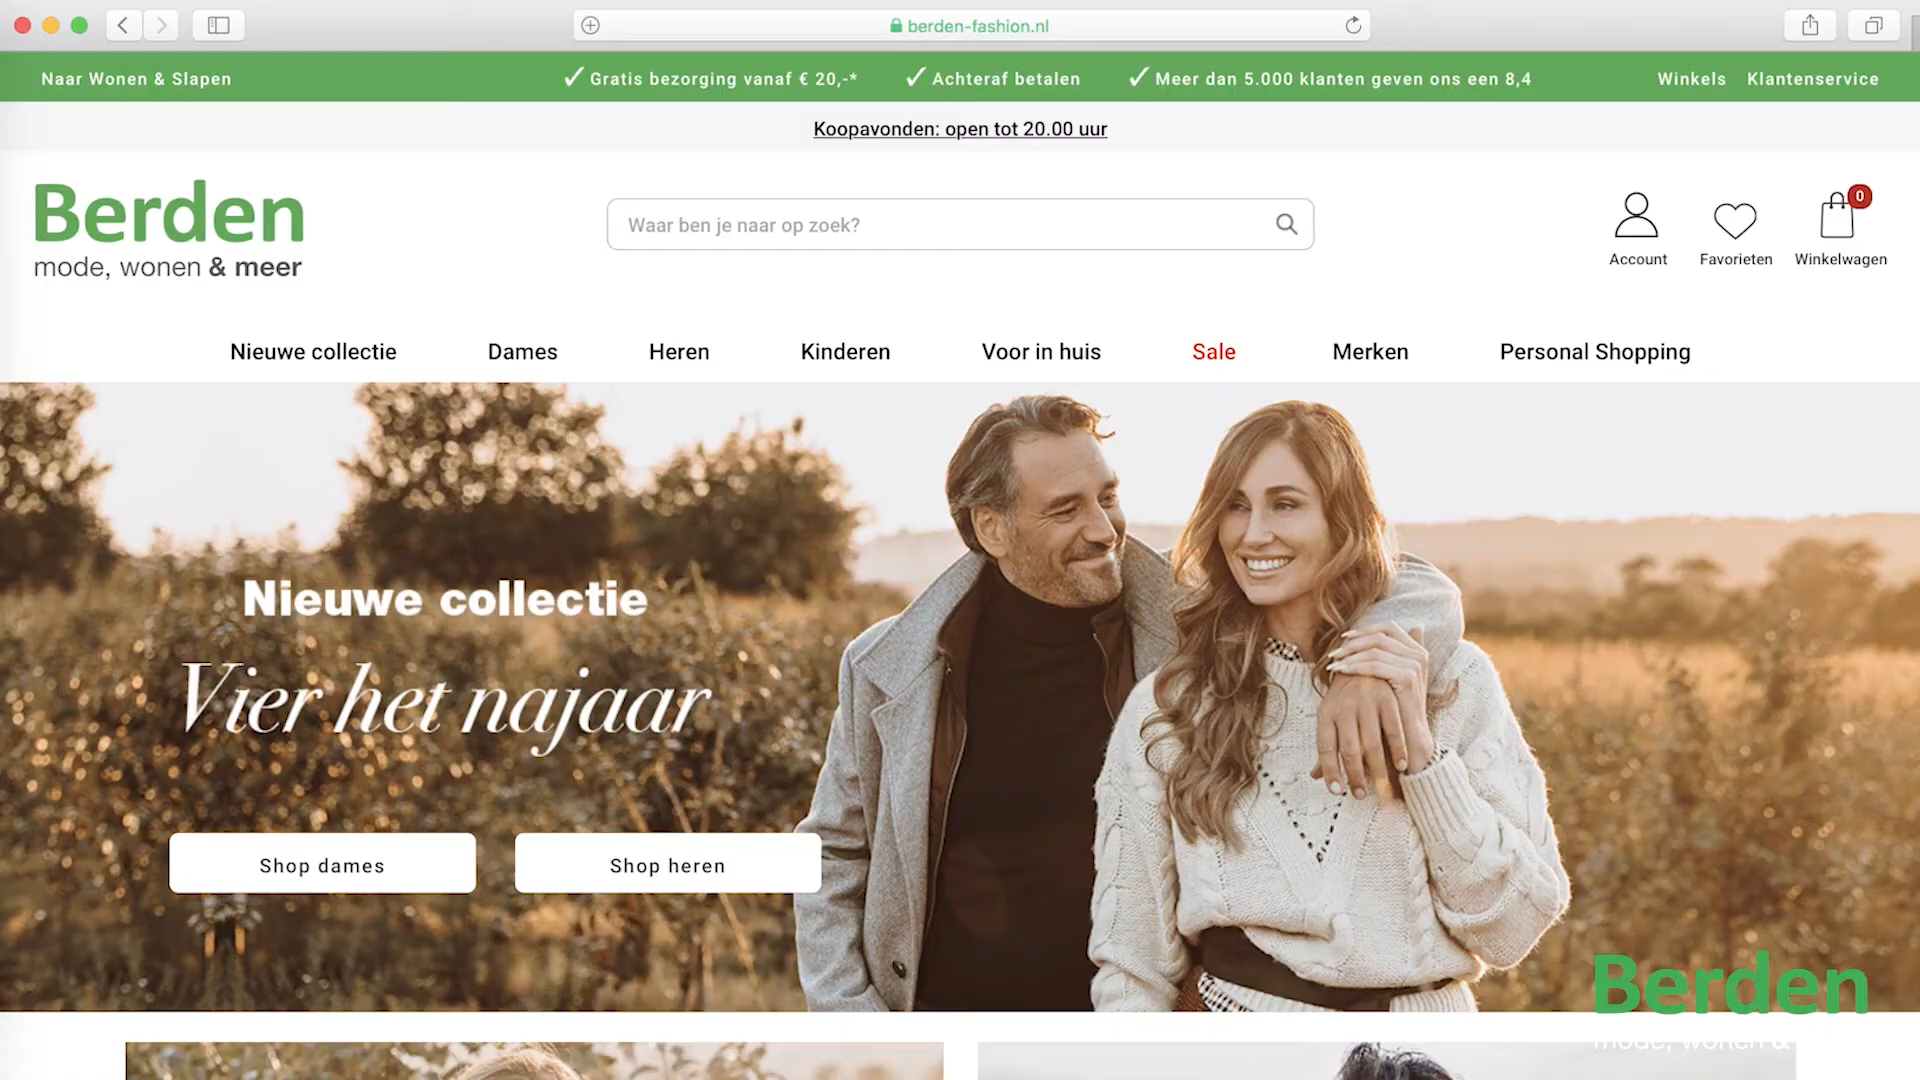 berden-fashion.nl
Naar Wonen & Slapen
Gratis bezorging vanaf € 20,-*
Achteraf betalen
Meer dan 5.000 klanten geven ons een 8,4
Winkels
Klantenservice
Koopavonden: open tot 20.00 uur
Berden
mode, wonen & meer
Waar ben je naar op zoek?
Account
Favorieten
0
Winkelwagen
Nieuwe collectie
Dames
Heren
Kinderen
Voor in huis
Sale
Merken
Personal Shopping
Nieuwe collectie
Vier het najaar
Shop dames
Shop heren
Berden
mode, wonen &